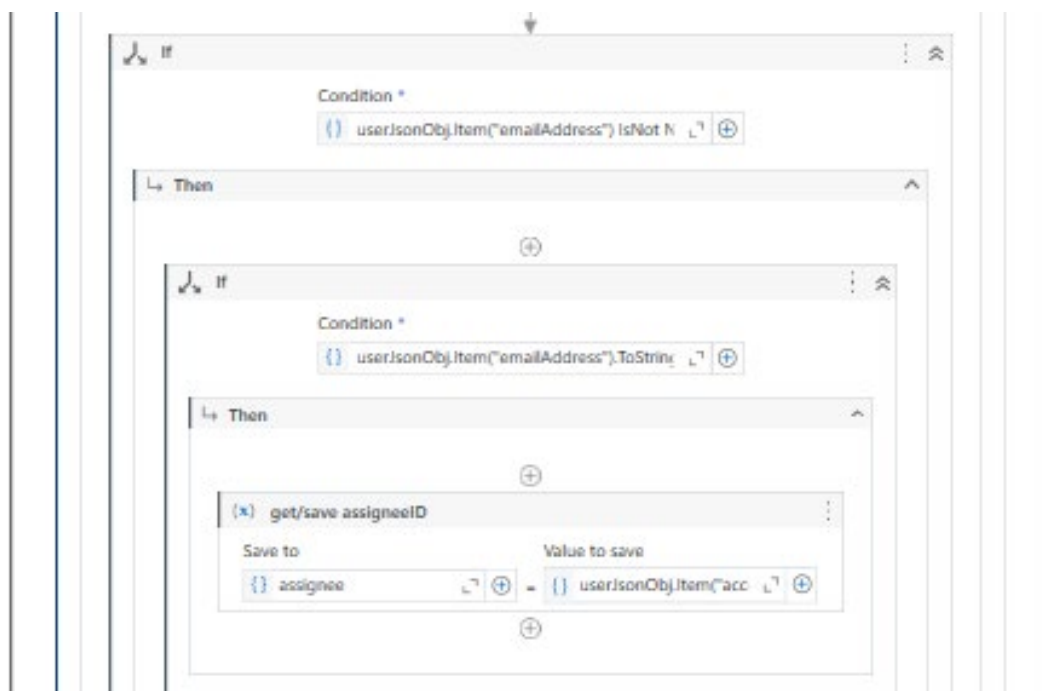 If
Condition *
userJsonObj.Item("emailAddress") IsNot N
Then
If
Condition *
userJsonObj.Item("emailAddress").ToString
Then
(x) get/save assigneeID
Save to Value to save
assignee = userJsonObj.Item("acc